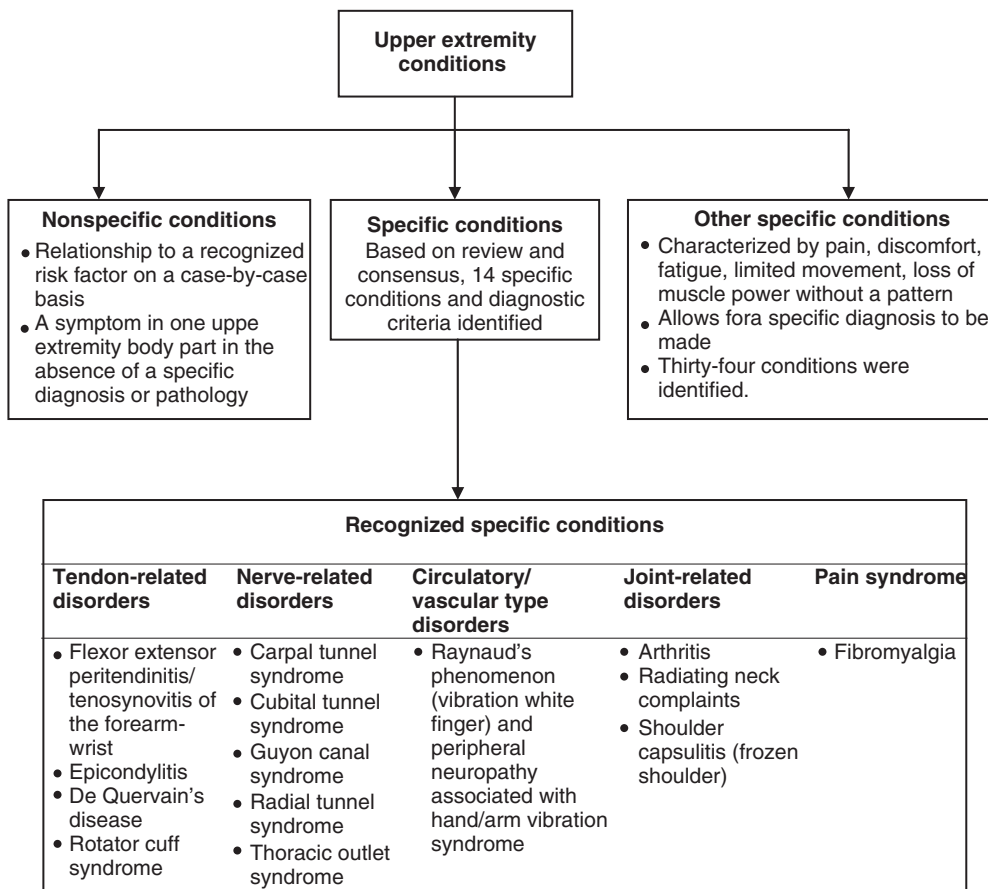 Upper extremity
conditions
Nonspecific conditions
• Relationship to a recognized
risk factor on a case-by-case
basis
• A symptom in one uppe
extremity body part in the
absence of a specific
diagnosis or pathology
Specific conditions
Based on review and
consensus, 14 specific
conditions and diagnostic
criteria identified
Other specific conditions
• Characterized by pain, discomfort,
fatigue, limited movement, loss of
muscle power without a pattern
• Allows fora specific diagnosis to be
made
• Thirty-four conditions were
identified.
Recognized specific conditions
Tendon-related
disorders
• Flexor extensor
peritendinitis/
tenosynovitis of
the forearm-
wrist
• Epicondylitis
• De Quervain's
disease
• Rotator cuff
syndrome
Nerve-related
disorders
• Carpal tunnel
syndrome
• Cubital tunnel
syndrome
• Guyon canal
syndrome
• Radial tunnel
syndrome
• Thoracic outlet
syndrome
Circulatory/
vascular type
disorders
• Raynaud's
phenomenon
(vibration white
finger) and
peripheral
neuropathy
associated with
hand/arm vibration
syndrome
Joint-related
disorders
• Arthritis
• Radiating neck
complaints
• Shoulder
capsulitis (frozen
shoulder)
Pain syndrome
• Fibromyalgia